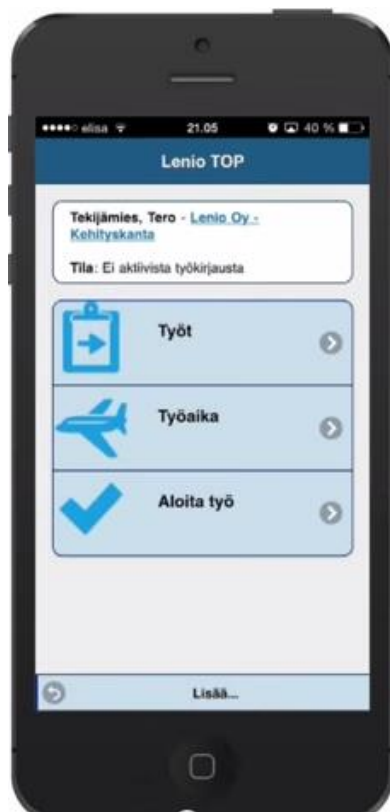 elisa 21.05 40 %
Lenio TOP
Tekijämies, Tero - Lenio Oy -
Kehityskanta
Tila: Ei aktiivista työkirjausta
Työt
Työaika
Aloita työ
Lisää...